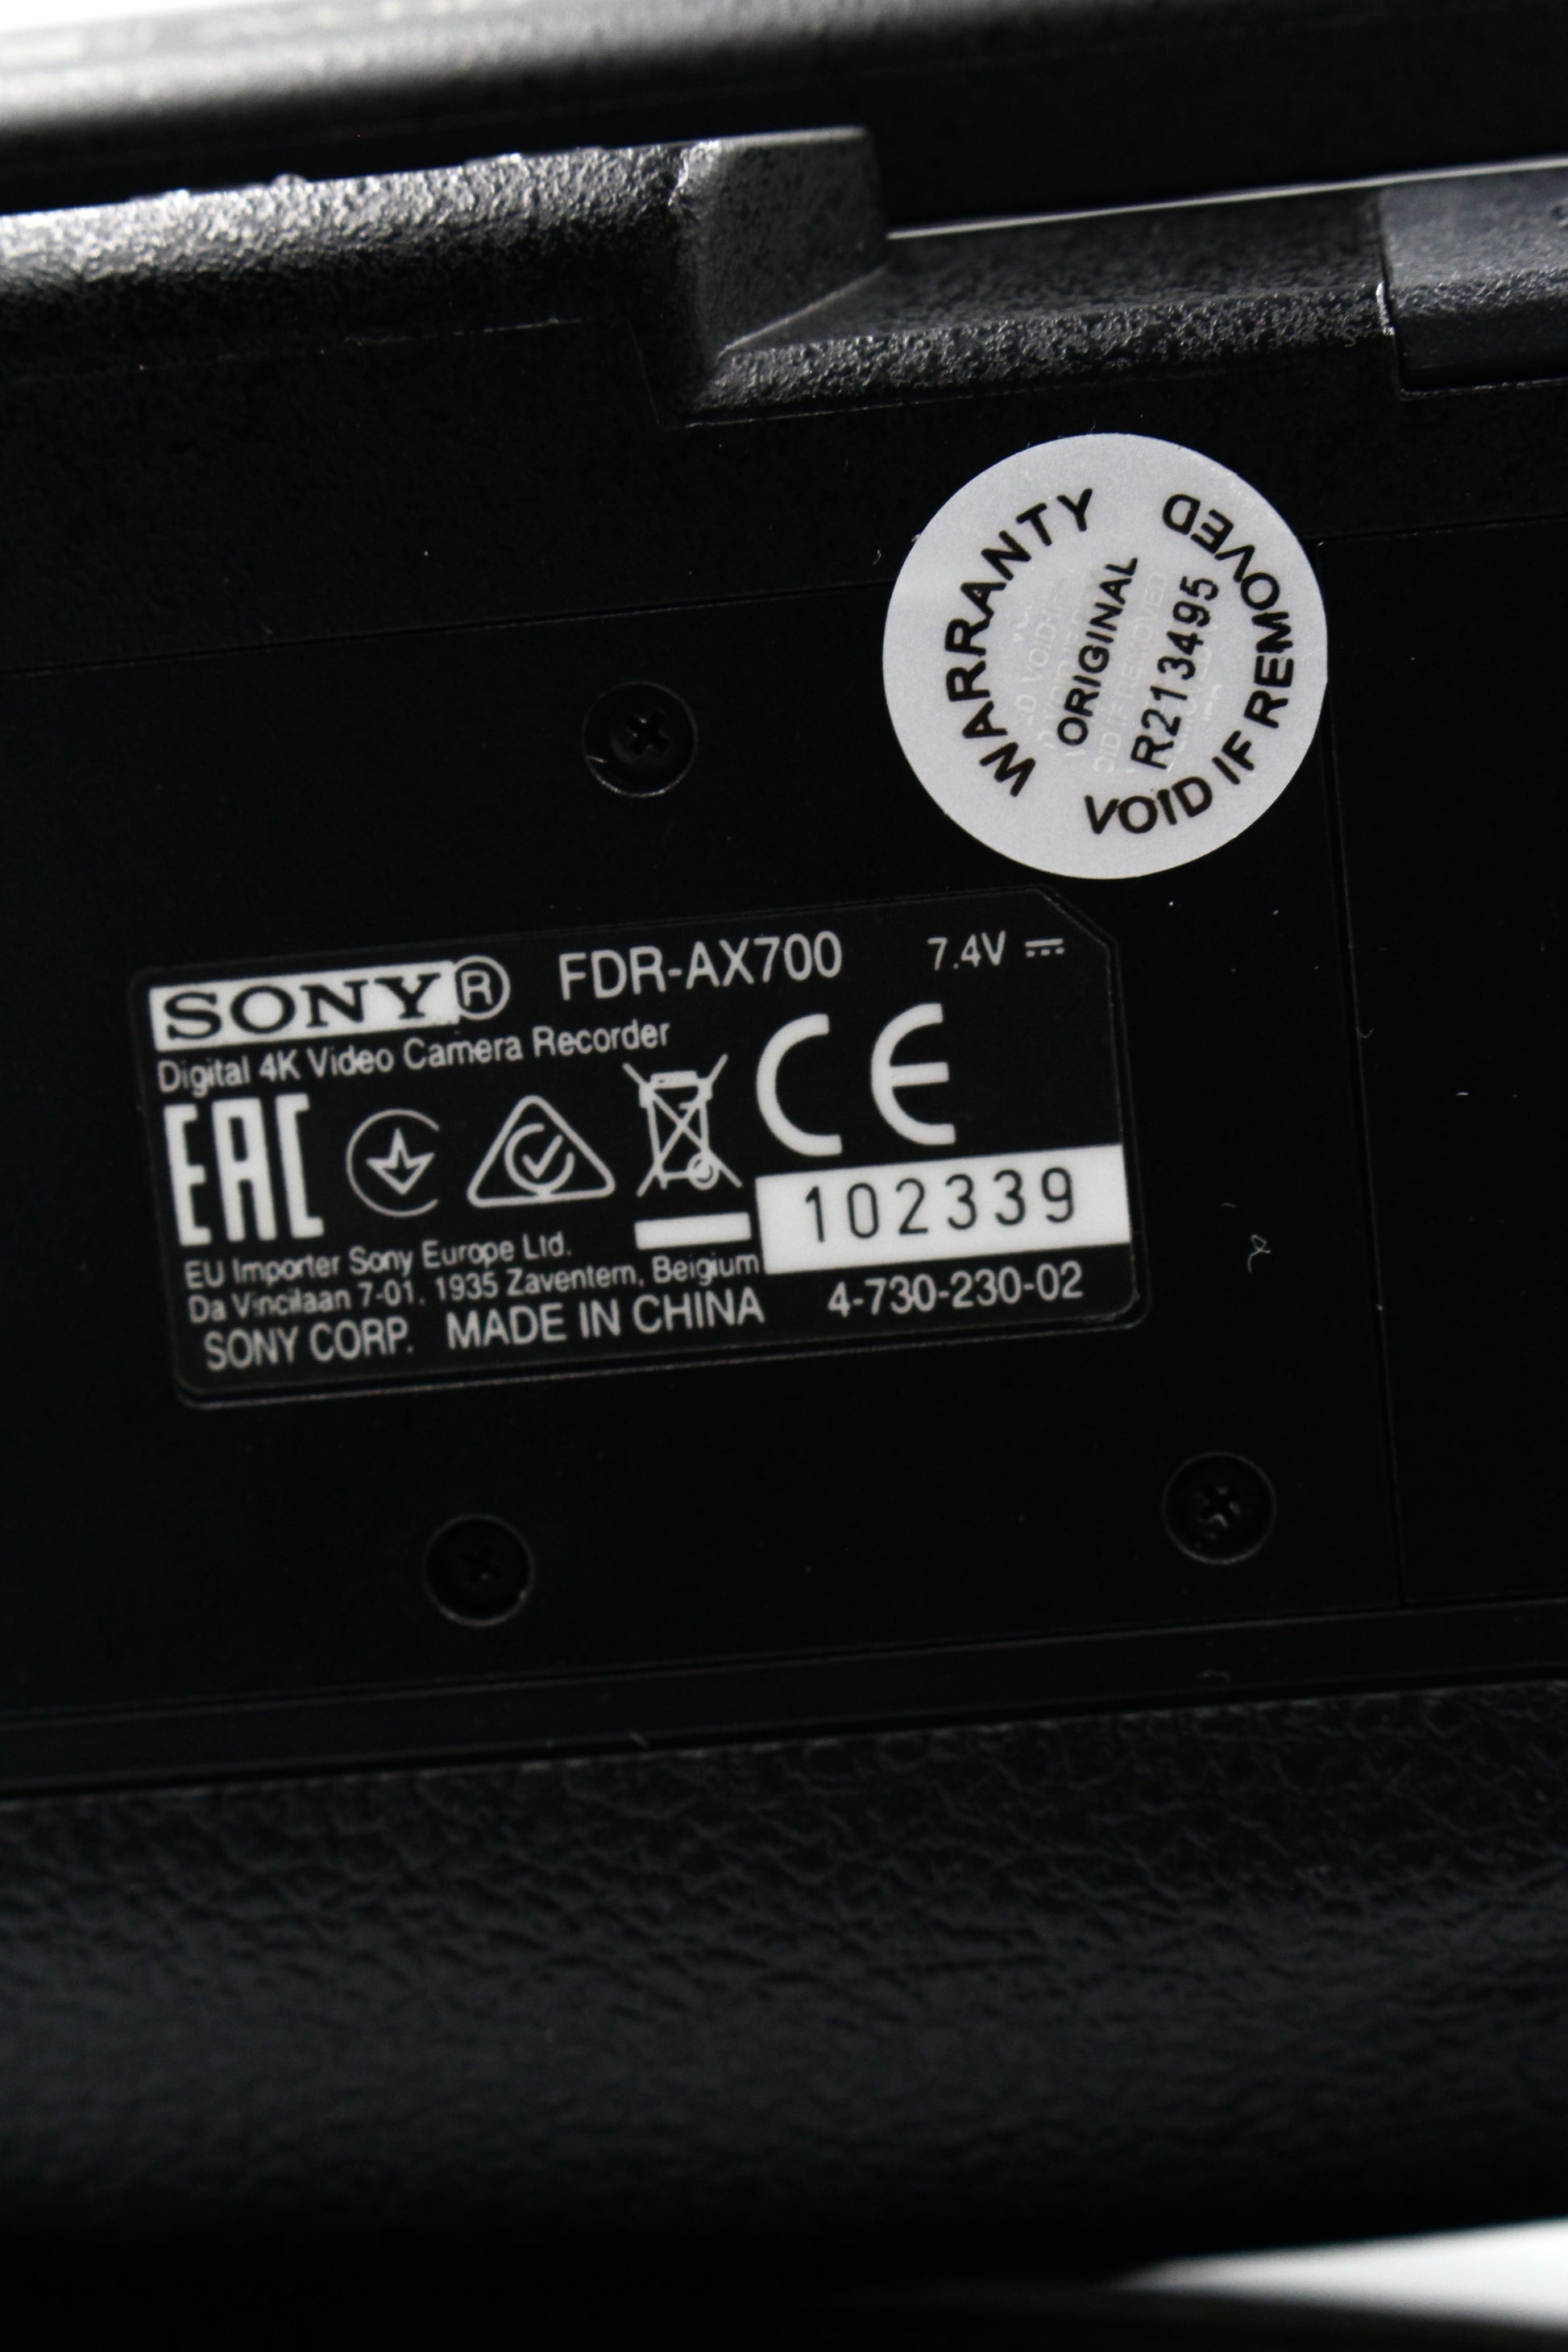 WARRANTY
VOID IF REMOVED
ORIGINAL
R213495
SONY® FDR-AX700 7.4V
Digital 4K Video Camera Recorder
EAC
CE
102339
EU Importer Sony Europe Ltd.
Da Vincilaan 7-01, 1935 Zaventem, Belgium
SONY CORP. MADE IN CHINA 4-730-230-02